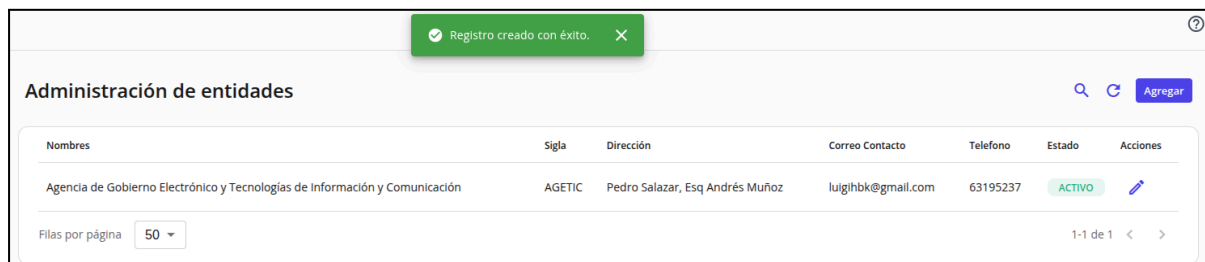 Registro creado con éxito.
Administración de entidades
Agregar
Nombres Sigla Dirección Correo Contacto Telefono Estado Acciones
Agencia de Gobierno Electrónico y Tecnologías de Información y Comunicación AGETIC Pedro Salazar, Esq Andrés Muñoz luigihbk@gmail.com 63195237 ACTIVO
Filas por página 50 1-1 de 1